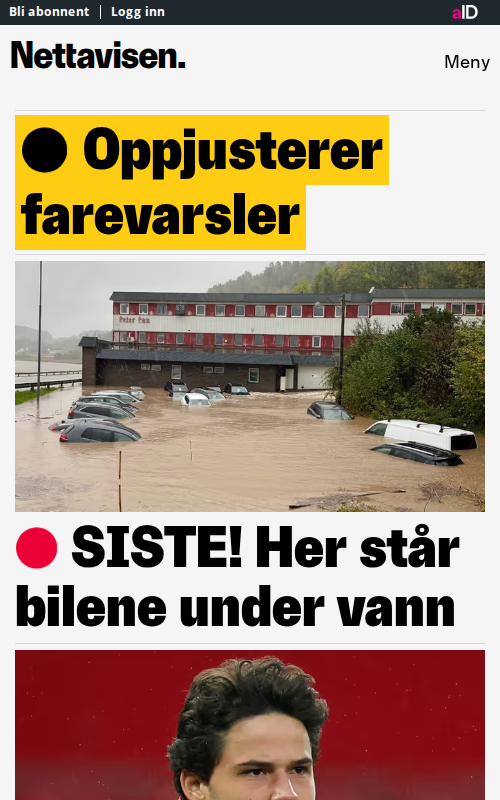 Bli abonnent
Logg inn
aID
Nettavisen.
Meny
Oppjusterer
farevarsler
Peter Pan
SISTE! Her står
bilene under vann